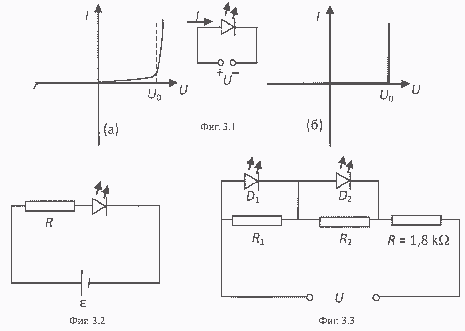 I
U₀
U
(а)
I
+ U −
Фиг. 3.1
I
U₀
U
(б)
R
ε
Фиг. 3.2
D₁
D₂
R₁
R₂
R = 1,8 kΩ
U
Фиг. 3.3